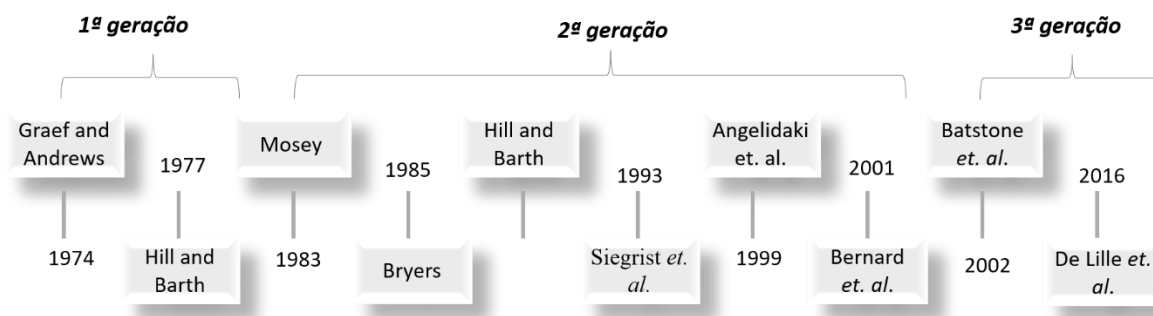 1ª geração
2ª geração
3ª geração
Graef and
Andrews
1974
1977
Hill and
Barth
Mosey
1983
1985
Bryers
Hill and
Barth
1993
Siegrist et.
al.
Angelidaki
et. al.
1999
2001
Bernard
et. al.
Batstone
et. al.
2002
2016
De Lille et.
al.